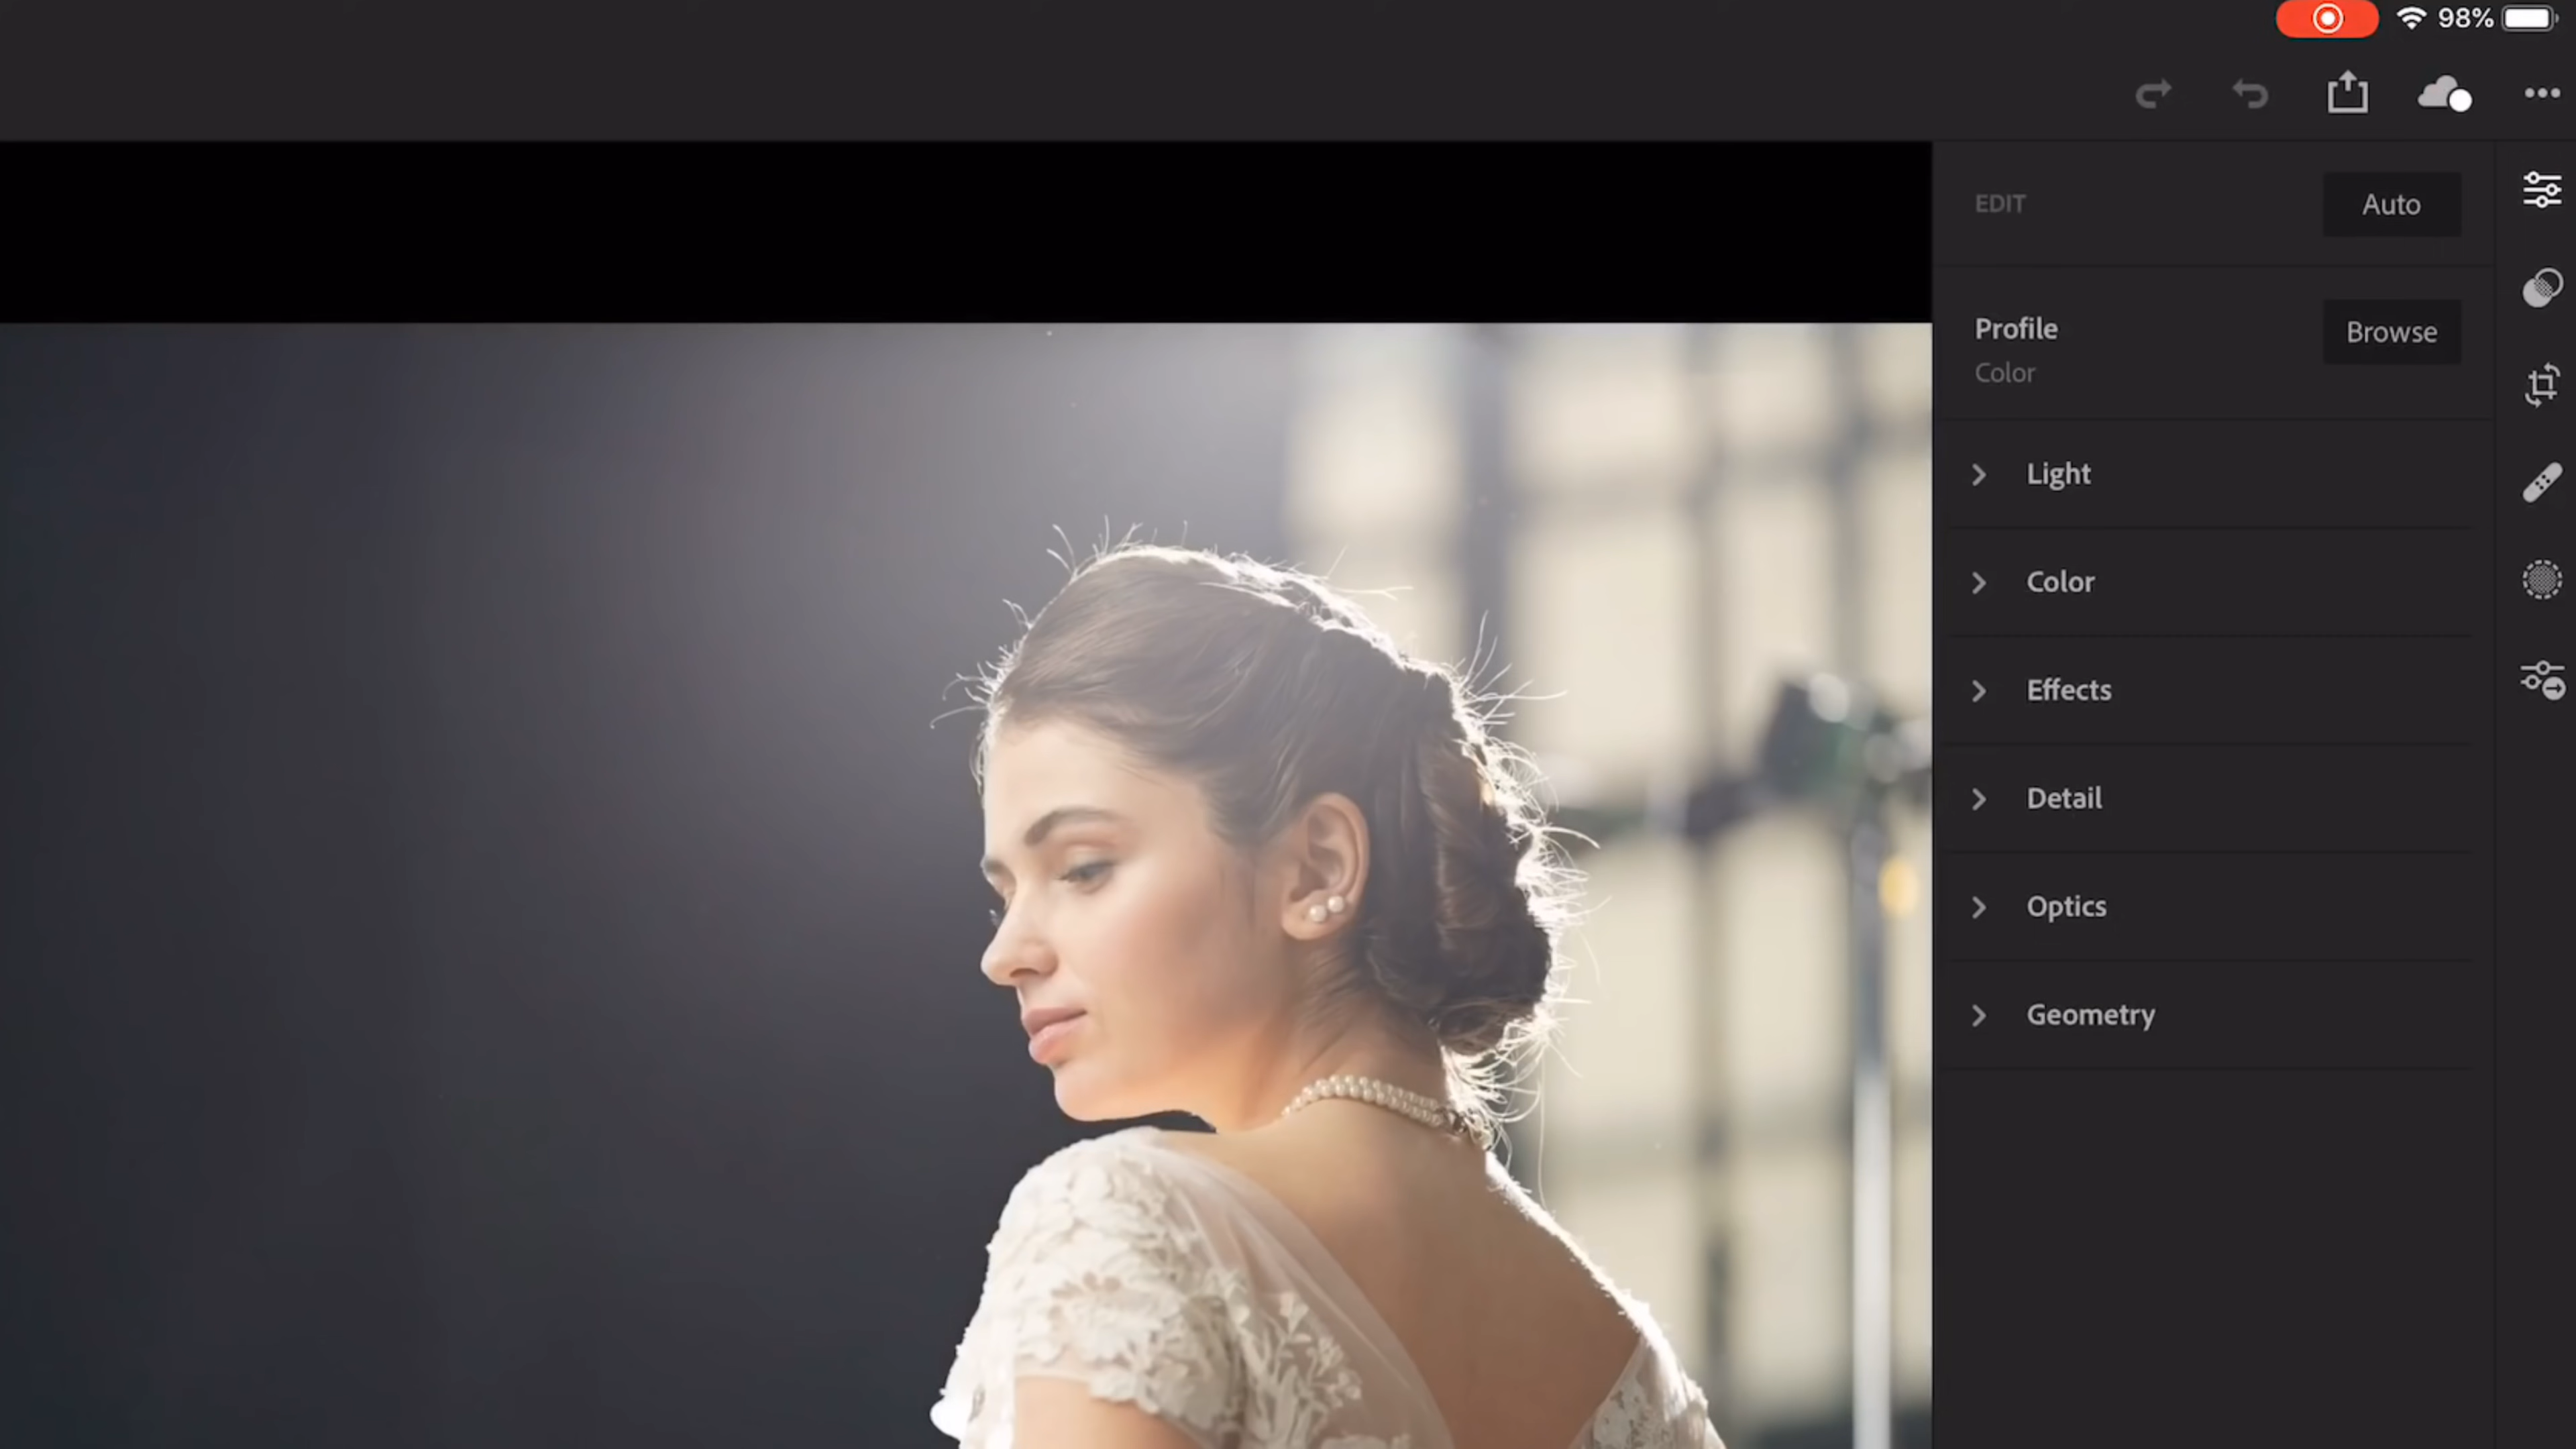 98%
EDIT
Auto
Profile
Browse
Color
Light
Color
Effects
Detail
Optics
Geometry